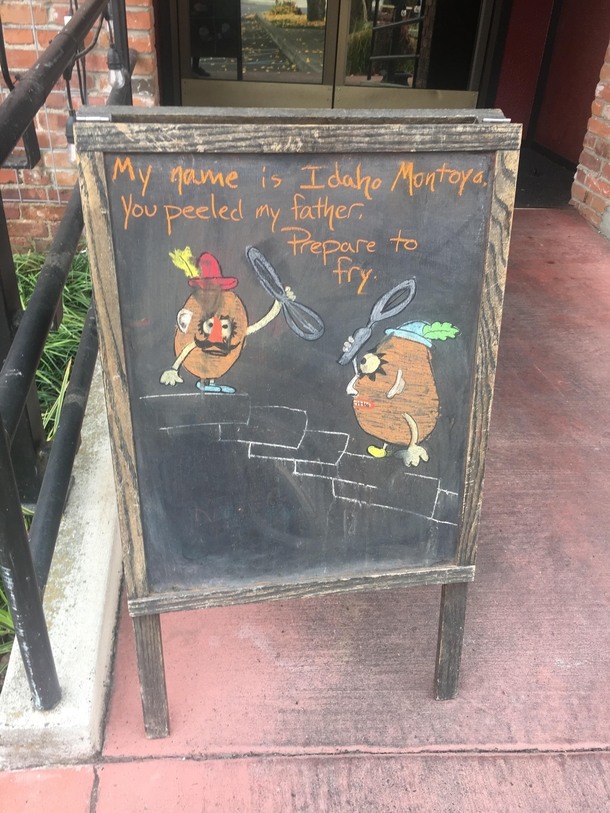 My name is Idaho Montoya.
You peeled my father.
Prepare to
fry.